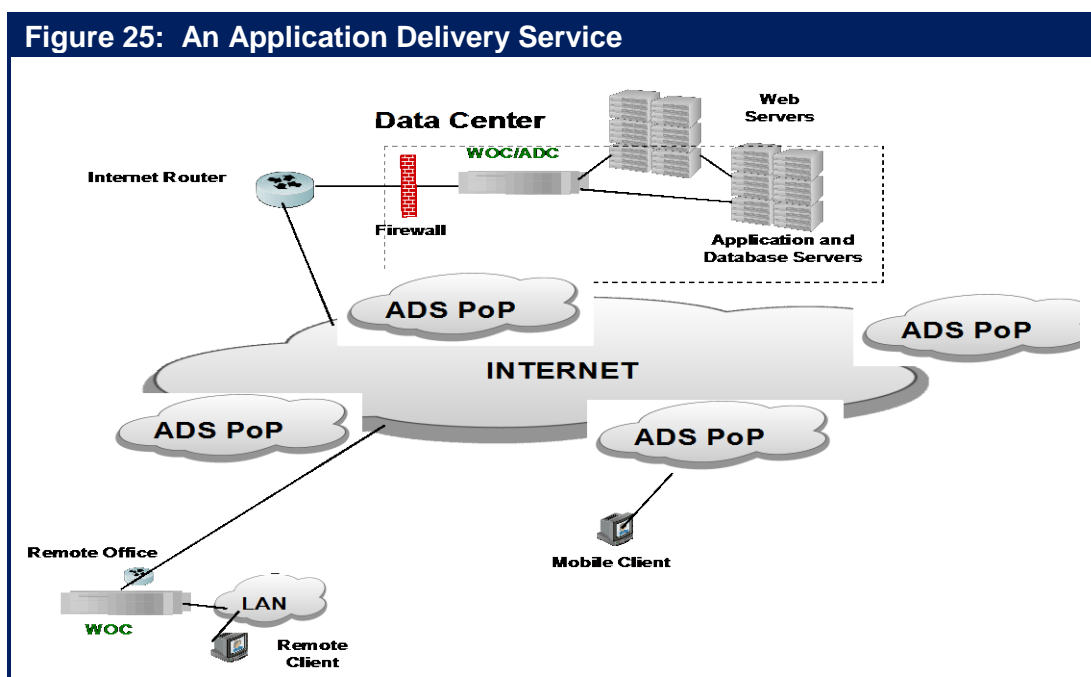 Figure 25: An Application Delivery Service
Web
Servers
Data Center
WOC/ADC
Internet Router
Firewall
Application and
Database Servers
ADS PoP
ADS PoP
INTERNET
ADS PoP
ADS PoP
Remote Office
Mobile Client
LAN
WOC
Remote
Client